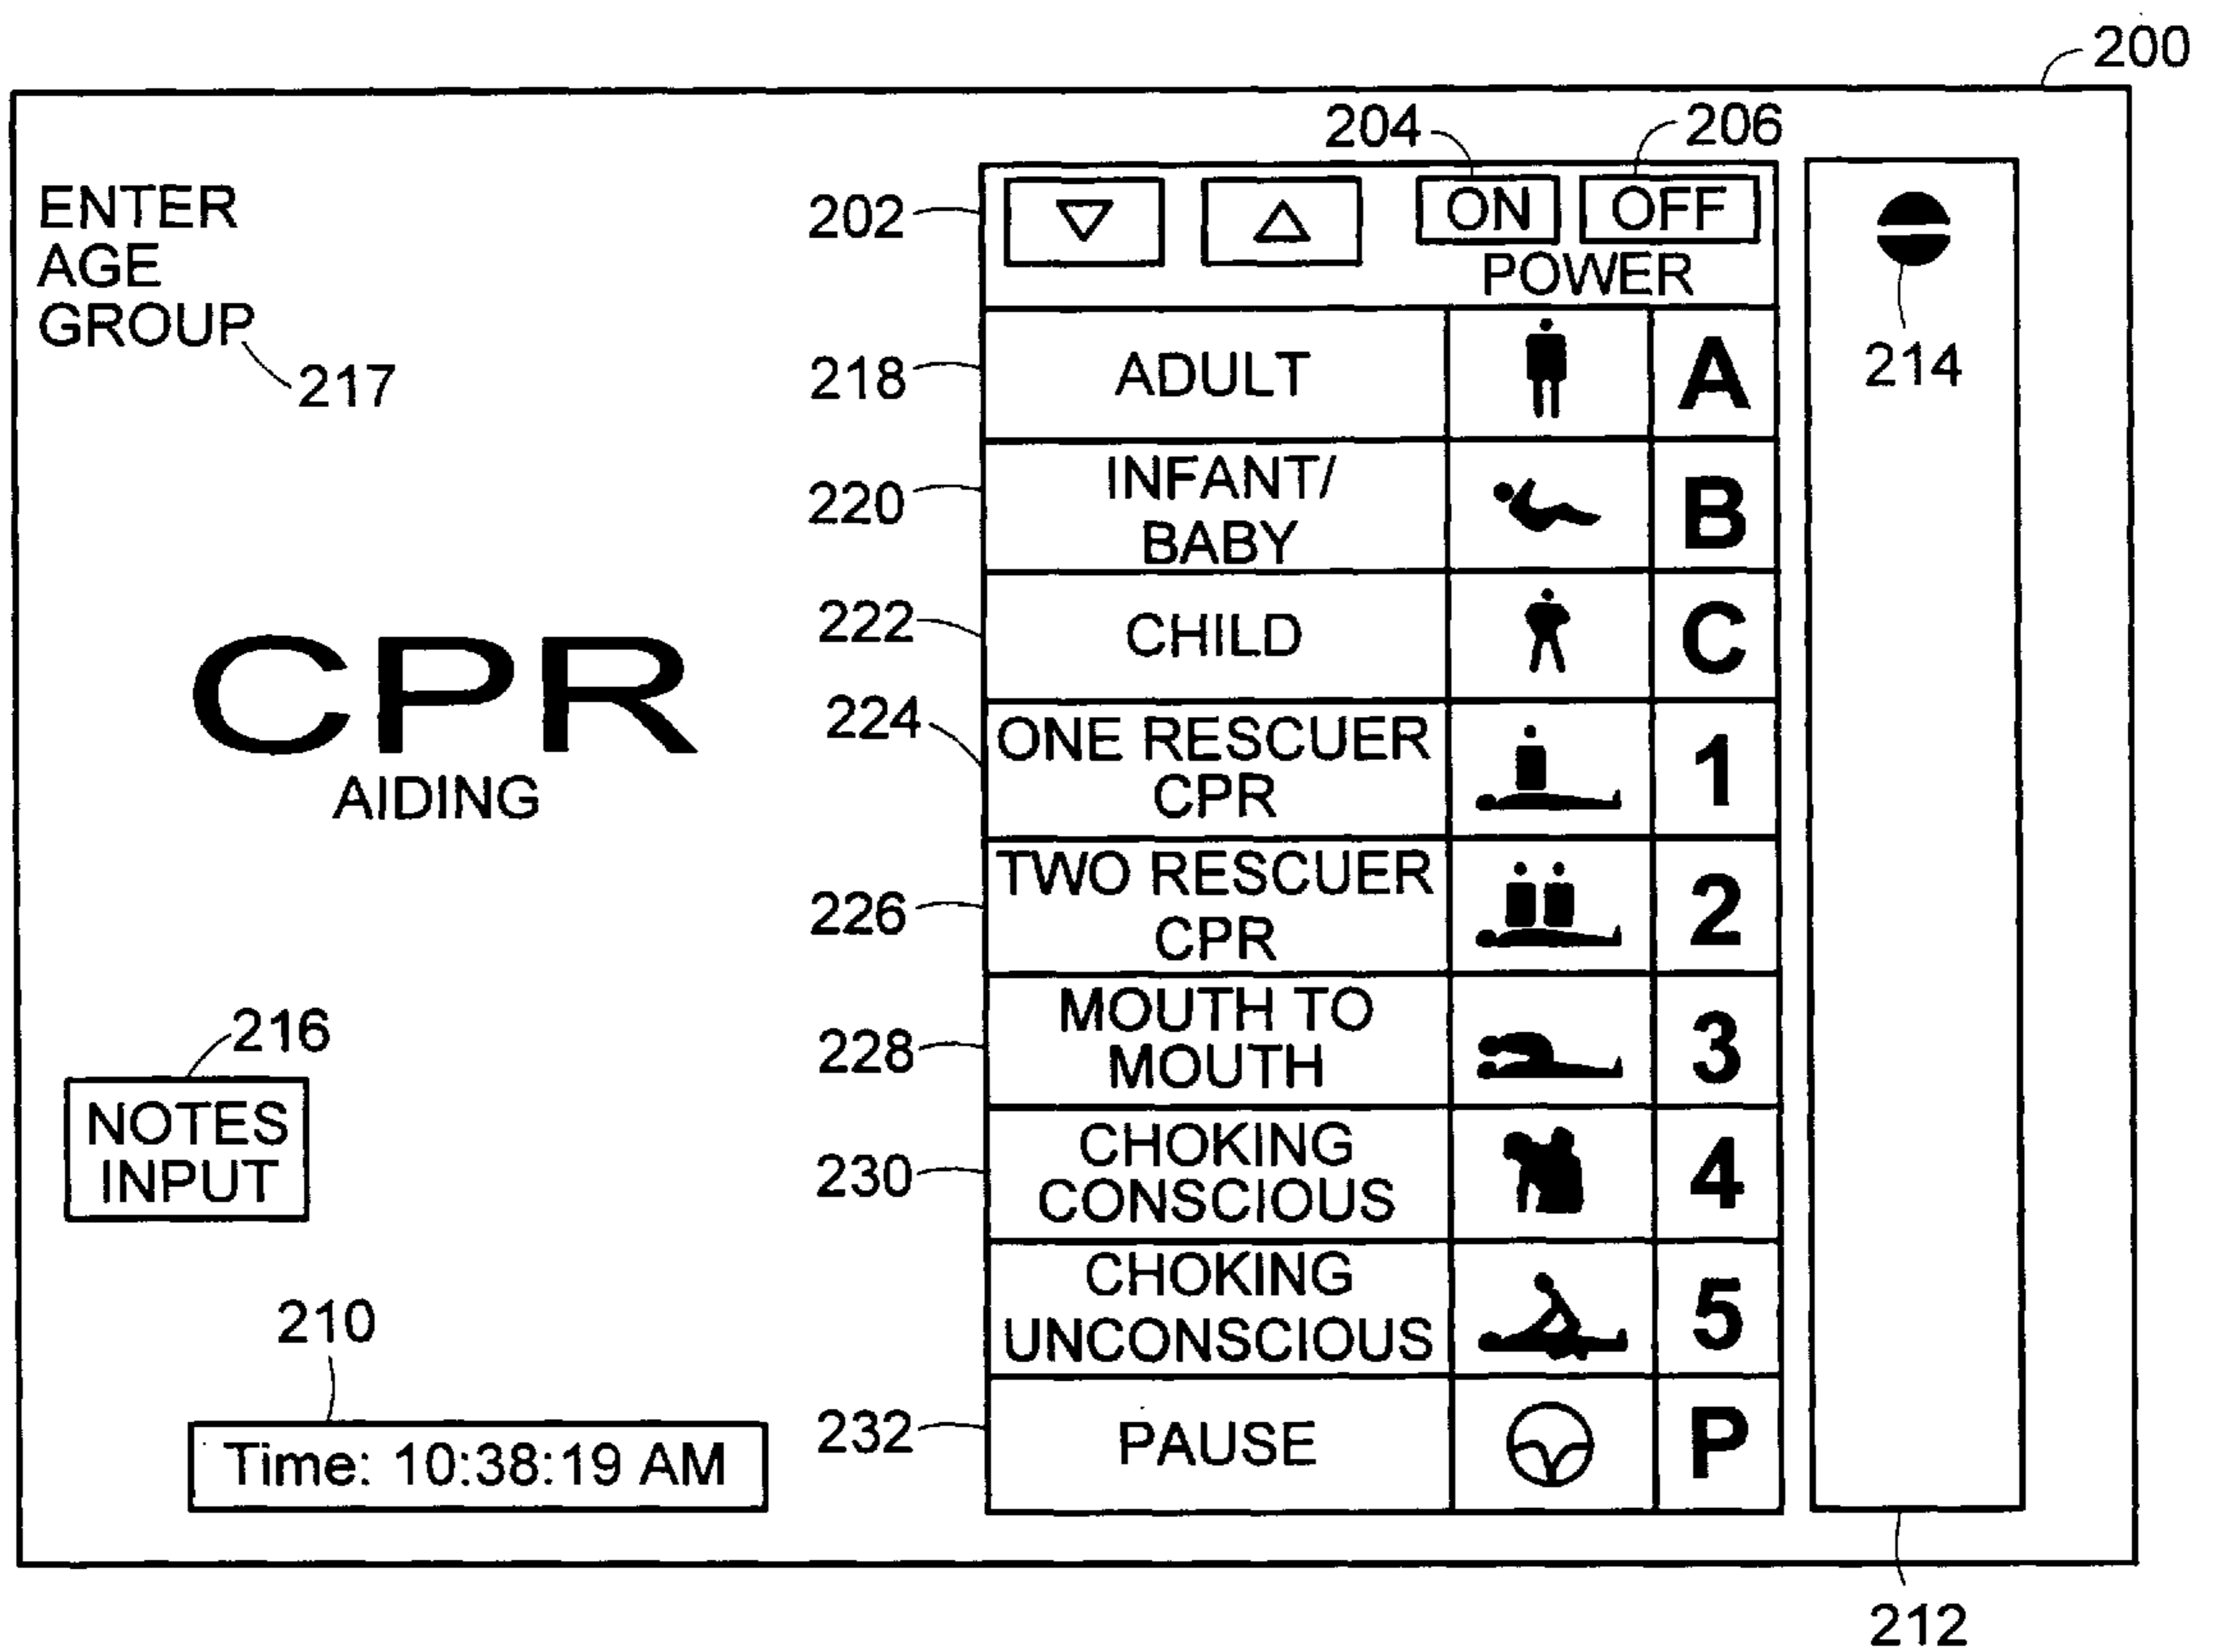 200
204
206
202
ON
OFF
POWER
ENTER
AGE
GROUP
217
214
218
ADULT
A
220
INFANT/
BABY
B
222
CHILD
C
CPR
AIDING
224
ONE RESCUER
CPR
1
226
TWO RESCUER
CPR
2
216
NOTES
INPUT
228
MOUTH TO
MOUTH
3
230
CHOKING
CONSCIOUS
4
CHOKING
UNCONSCIOUS
5
210
Time: 10:38:19 AM
232
PAUSE
P
212